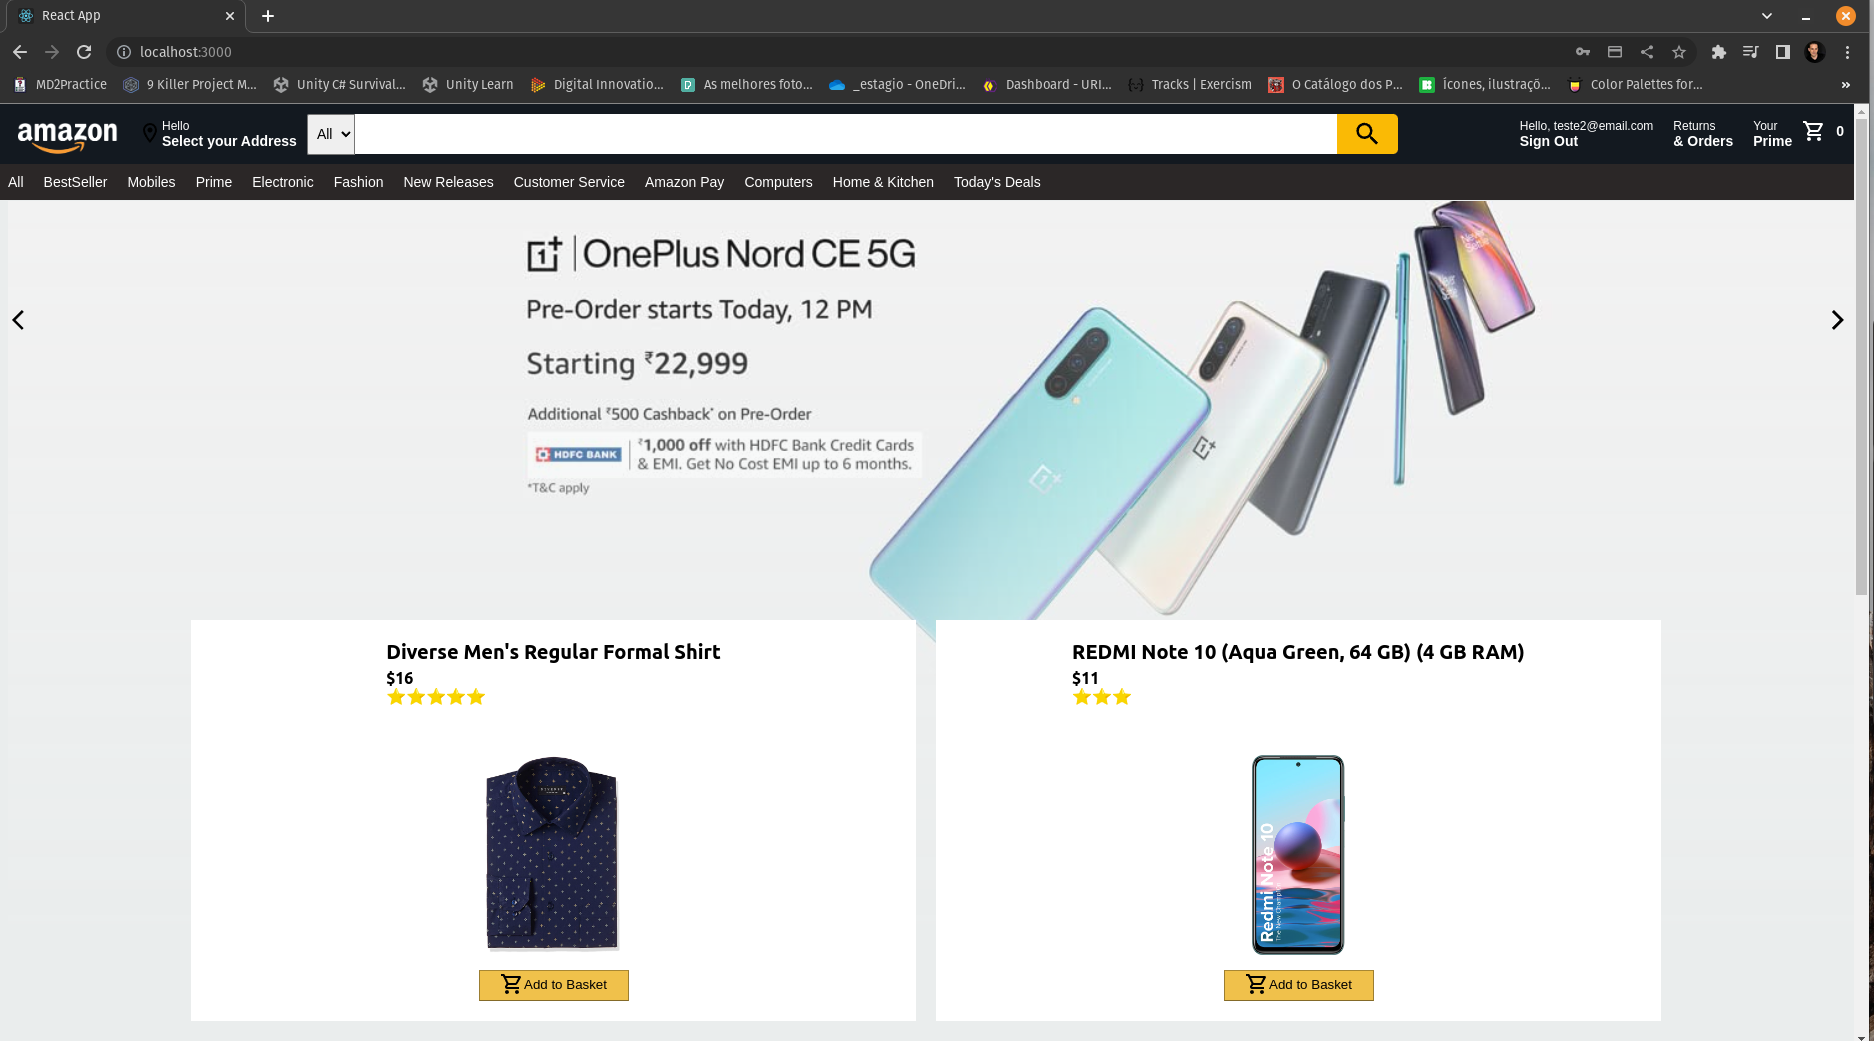 React App
localhost:3000
MD2Practice
9 Killer Project M...
Unity C# Survival...
Unity Learn
Digital Innovatio...
As melhores foto...
_estagio - OneDri...
Dashboard - URI...
Tracks | Exercism
O Catálogo dos P...
Ícones, ilustraçõ...
Color Palettes for...
»
amazon
Hello
Select your Address
All
Hello, teste2@email.com
Sign Out
Returns
& Orders
Your
Prime
0
All
BestSeller
Mobiles
Prime
Electronic
Fashion
New Releases
Customer Service
Amazon Pay
Computers
Home & Kitchen
Today's Deals
1+ | OnePlus Nord CE 5G
Pre-Order starts Today, 12 PM
Starting ₹22,999
Additional ₹500 Cashback* on Pre-Order
HDFC BANK
₹1,000 off with HDFC Bank Credit Cards
& EMI. Get No Cost EMI up to 6 months.
*T&C apply
Never
Settle
Diverse Men's Regular Formal Shirt
$16
REDMI Note 10 (Aqua Green, 64 GB) (4 GB RAM)
$11
Redmi Note 10
Add to Basket
Add to Basket